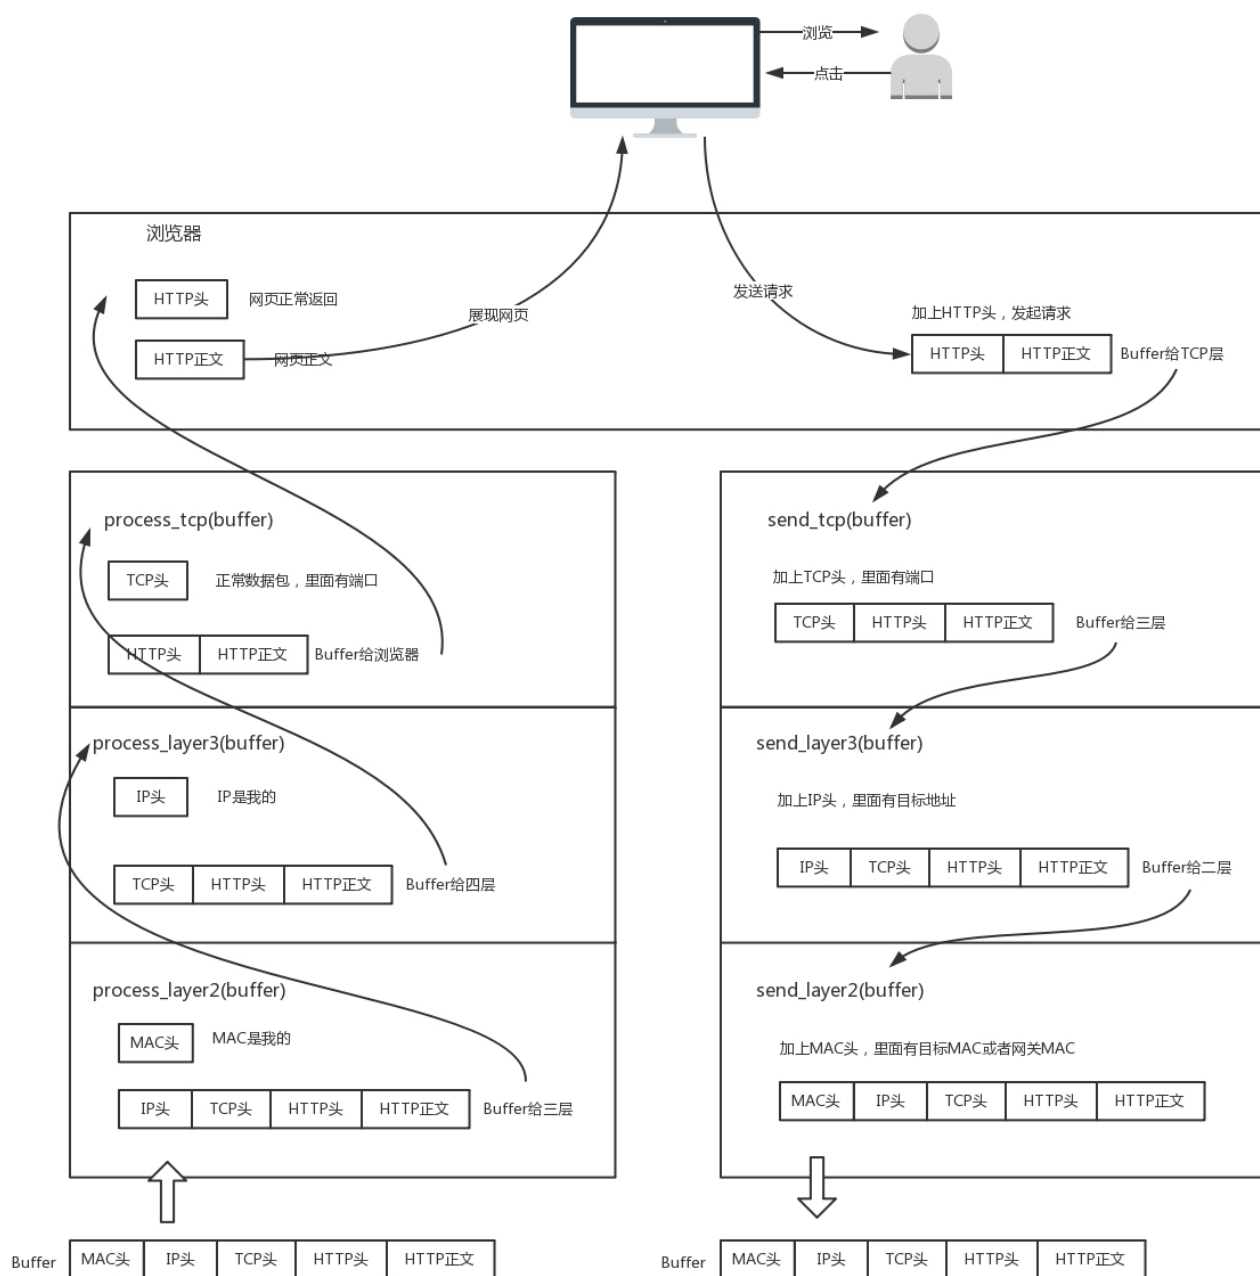 浏览
点击
浏览器
HTTP头
网页正常返回
HTTP正文
网页正文
展现网页
发送请求
加上HTTP头，发起请求
HTTP头 HTTP正文 Buffer给TCP层
process_tcp(buffer)
TCP头
正常数据包，里面有端口
HTTP头 HTTP正文 Buffer给浏览器
process_layer3(buffer)
IP头
IP是我的
TCP头 HTTP头 HTTP正文 Buffer给四层
process_layer2(buffer)
MAC头
MAC是我的
IP头 TCP头 HTTP头 HTTP正文 Buffer给三层
Buffer MAC头 IP头 TCP头 HTTP头 HTTP正文
send_tcp(buffer)
加上TCP头，里面有端口
TCP头 HTTP头 HTTP正文 Buffer给三层
send_layer3(buffer)
加上IP头，里面有目标地址
IP头 TCP头 HTTP头 HTTP正文 Buffer给二层
send_layer2(buffer)
加上MAC头，里面有目标MAC或者网关MAC
MAC头 IP头 TCP头 HTTP头 HTTP正文
Buffer MAC头 IP头 TCP头 HTTP头 HTTP正文